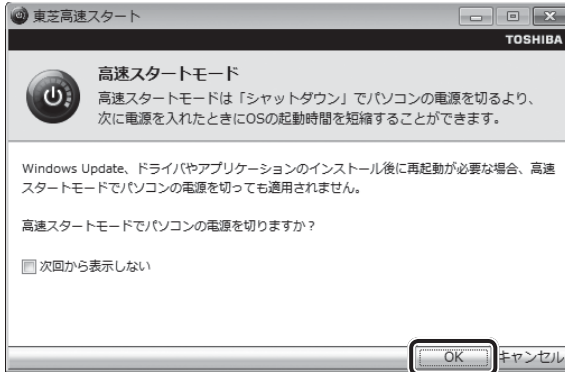 東芝高速スタート
TOSHIBA
高速スタートモード
高速スタートモードは「シャットダウン」でパソコンの電源を切るより、
次に電源を入れたときにOSの起動時間を短縮することができます。
Windows Update、ドライバやアプリケーションのインストール後に再起動が必要な場合、高速
スタートモードでパソコンの電源を切っても適用されません。
高速スタートモードでパソコンの電源を切りますか？
次回から表示しない
OK キャンセル